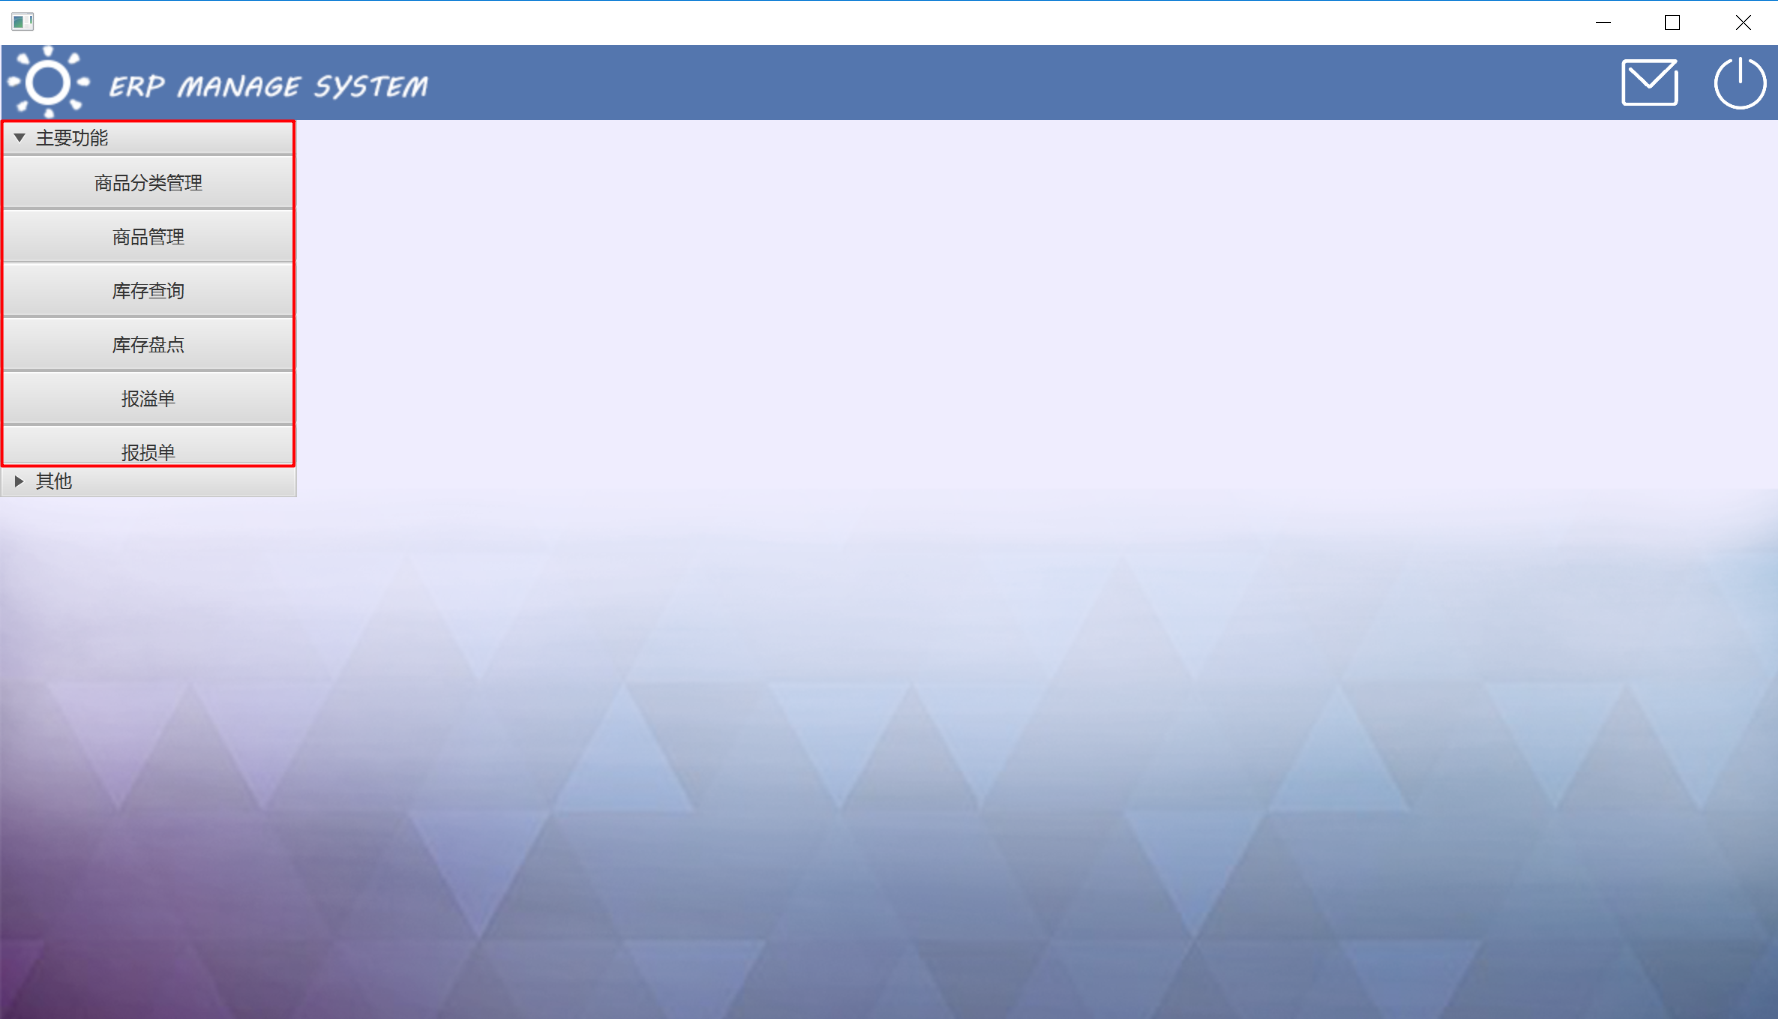 ERP MANAGE SYSTEM
主要功能
商品分类管理
商品管理
库存查询
库存盘点
报溢单
报损单
其他